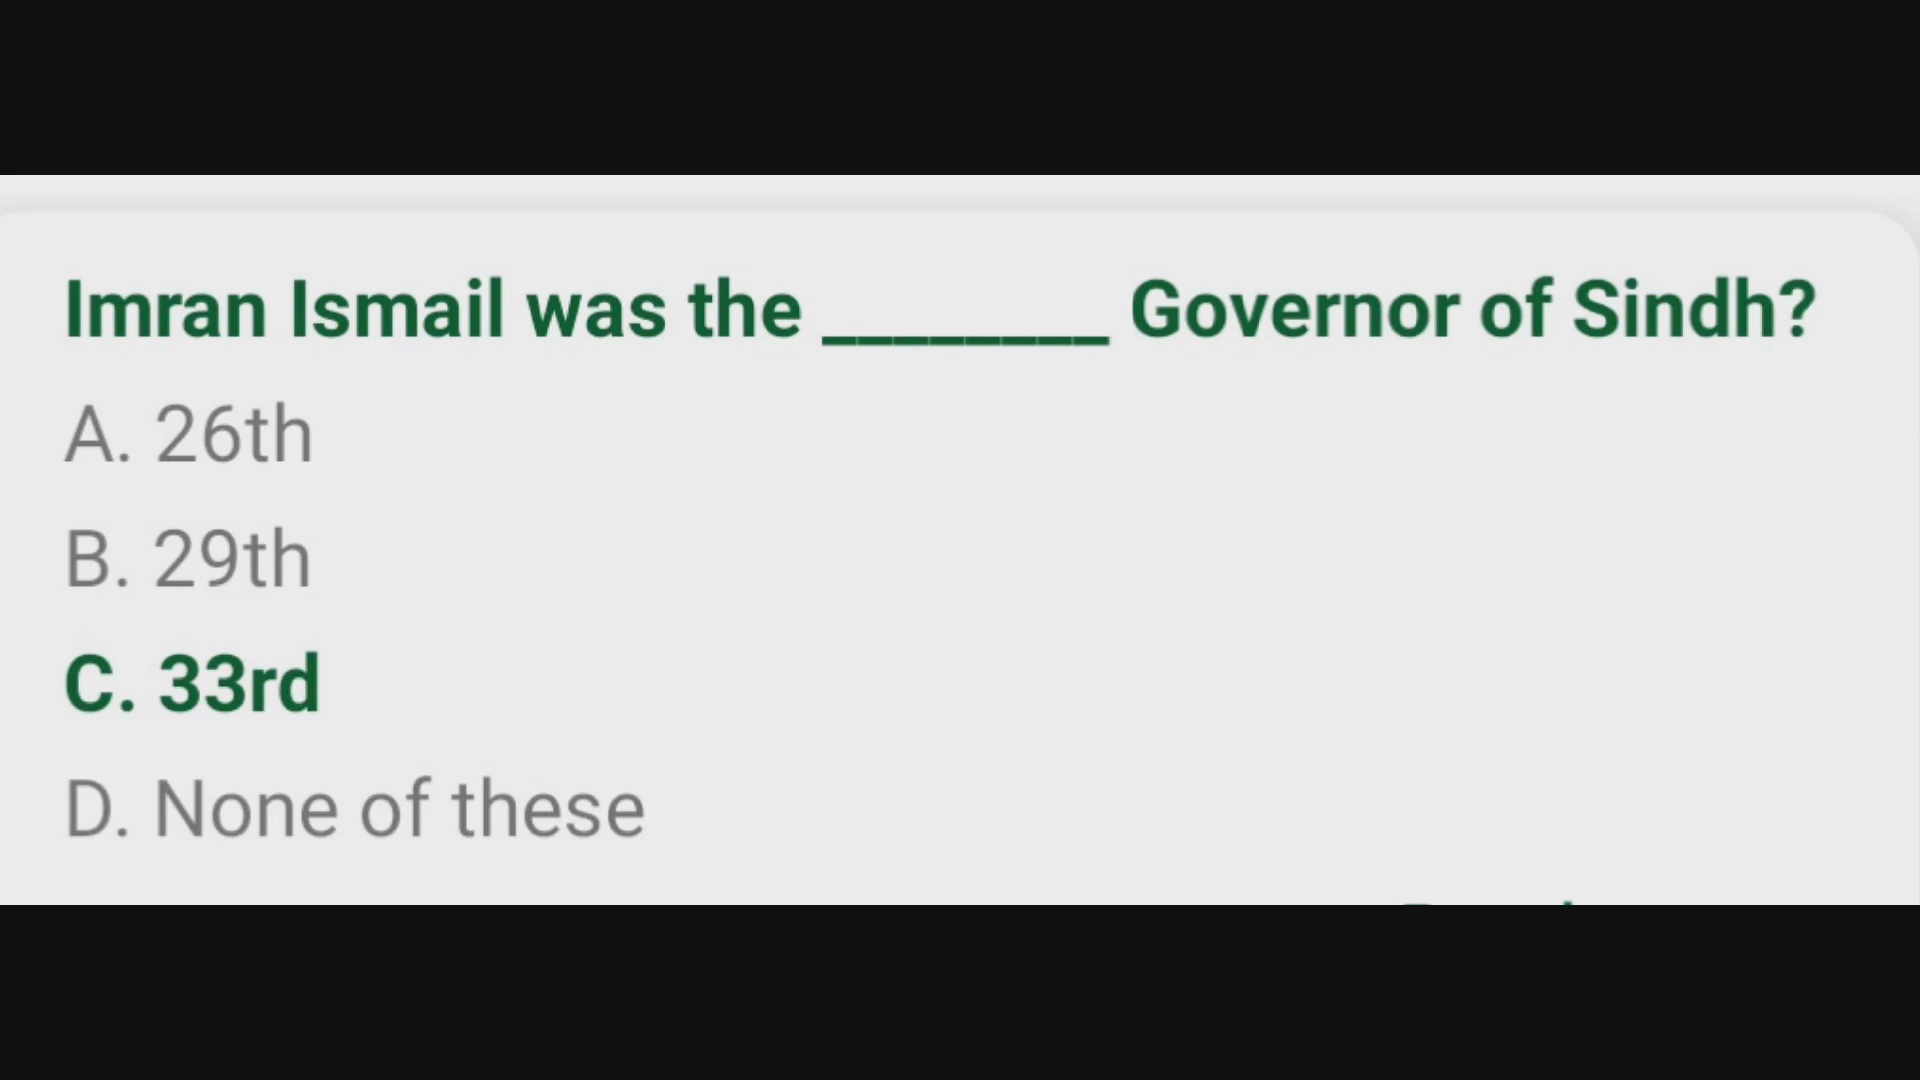 Imran Ismail was the ________ Governor of Sindh?
A. 26th
B. 29th
C. 33rd
D. None of these